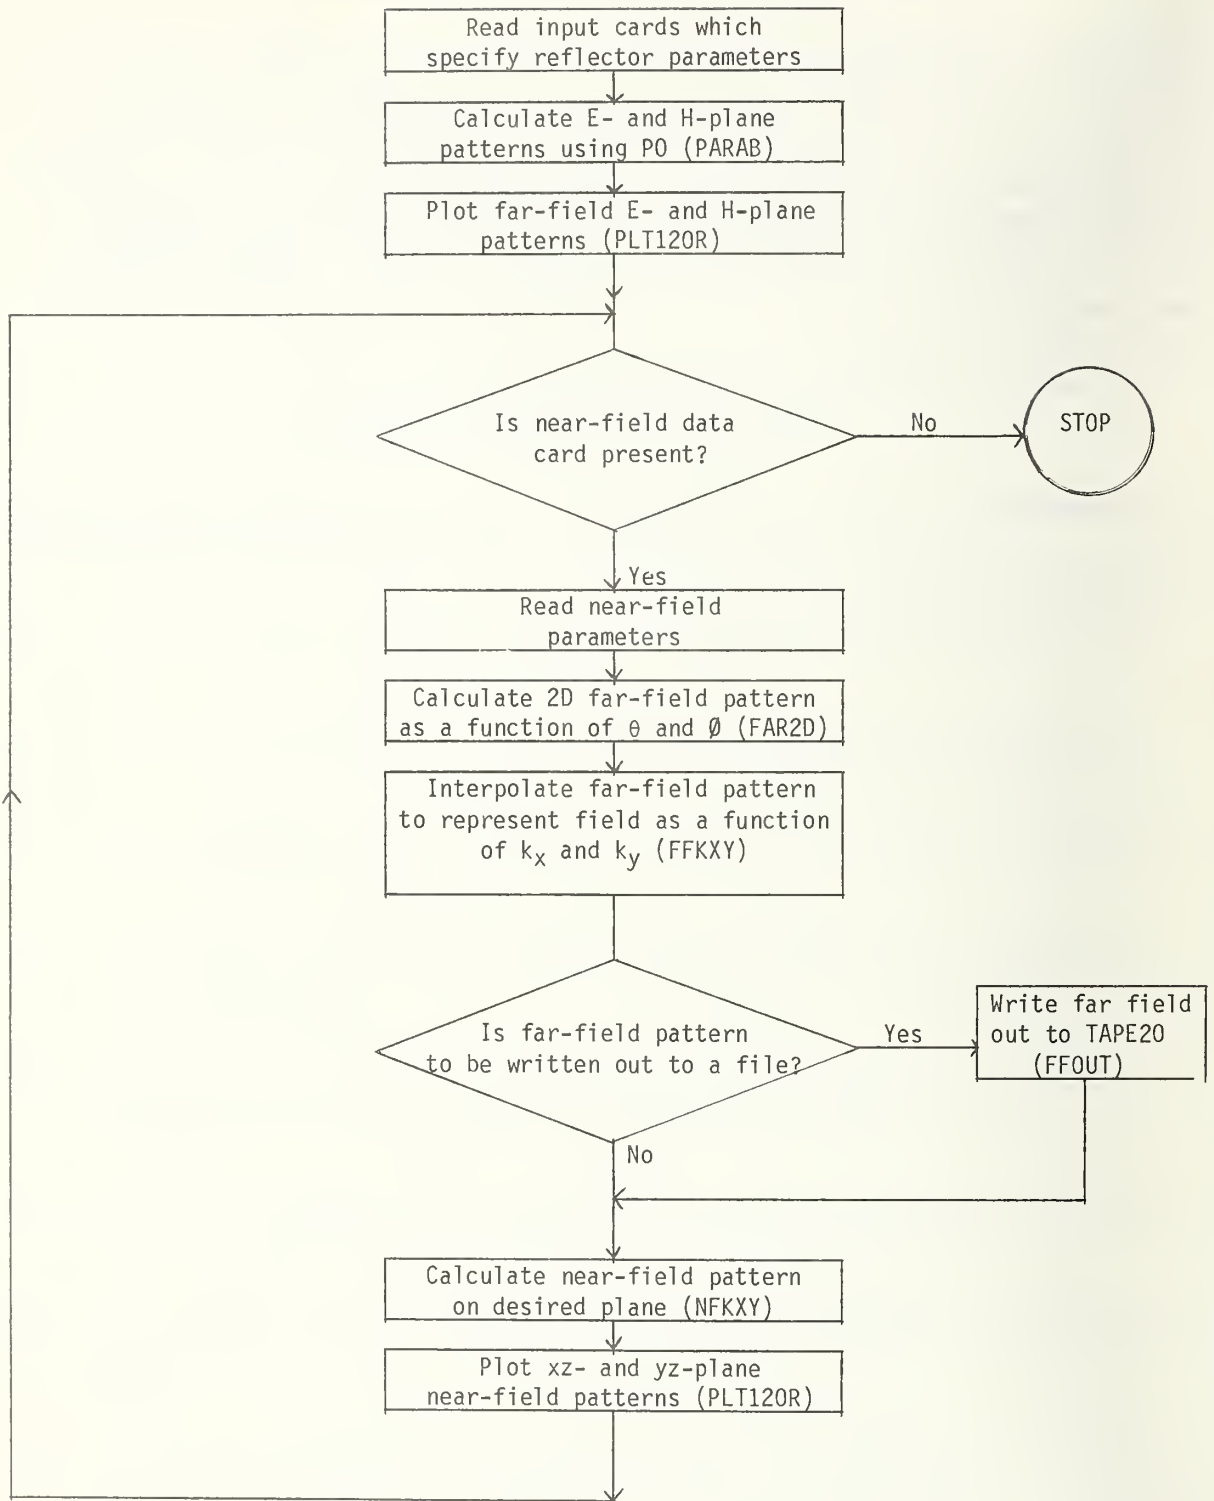 Read input cards which
specify reflector parameters
Calculate E- and H-plane
patterns using PO (PARAB)
Plot far-field E- and H-plane
patterns (PLT120R)
Is near-field data
card present?
No
STOP
Yes
Read near-field
parameters
Calculate 2D far-field pattern
as a function of θ and Ø (FAR2D)
Interpolate far-field pattern
to represent field as a function
of kx and ky (FFKXY)
Is far-field pattern
to be written out to a file?
Yes
Write far field
out to TAPE20
(FFOUT)
No
Calculate near-field pattern
on desired plane (NFKXY)
Plot xz- and yz-plane
near-field patterns (PLT120R)